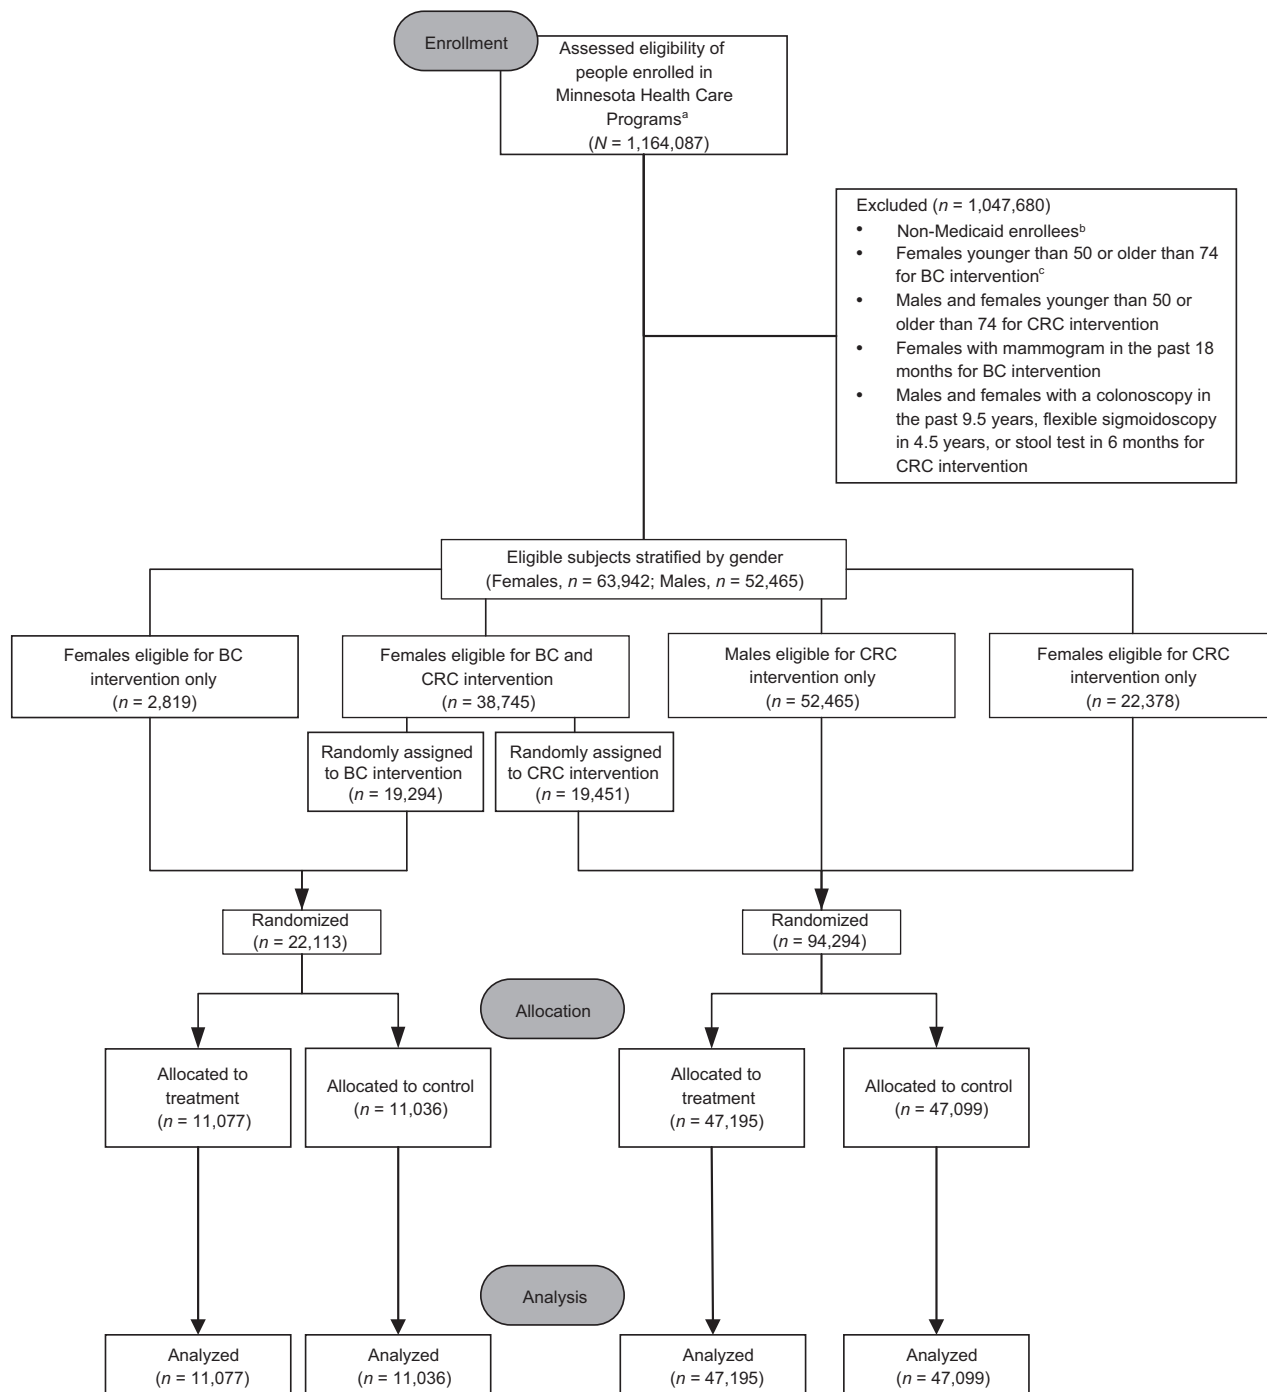 Enrollment
Assessed eligibility of
people enrolled in
Minnesota Health Care
Programsᵃ
(N = 1,164,087)
Excluded (n = 1,047,680)
• Non-Medicaid enrolleesᵇ
• Females younger than 50 or older than 74
for BC interventionᶜ
• Males and females younger than 50 or
older than 74 for CRC intervention
• Females with mammogram in the past 18
months for BC intervention
• Males and females with a colonoscopy in
the past 9.5 years, flexible sigmoidoscopy
in 4.5 years, or stool test in 6 months for
CRC intervention
Eligible subjects stratified by gender
(Females, n = 63,942; Males, n = 52,465)
Females eligible for BC
intervention only
(n = 2,819)
Females eligible for BC and
CRC intervention
(n = 38,745)
Males eligible for CRC
intervention only
(n = 52,465)
Females eligible for CRC
intervention only
(n = 22,378)
Randomly assigned
to BC intervention
(n = 19,294)
Randomly assigned
to CRC intervention
(n = 19,451)
Randomized
(n = 22,113)
Randomized
(n = 94,294)
Allocation
Allocated to
treatment
(n = 11,077)
Allocated to control
(n = 11,036)
Allocated to
treatment
(n = 47,195)
Allocated to control
(n = 47,099)
Analysis
Analyzed
(n = 11,077)
Analyzed
(n = 11,036)
Analyzed
(n = 47,195)
Analyzed
(n = 47,099)